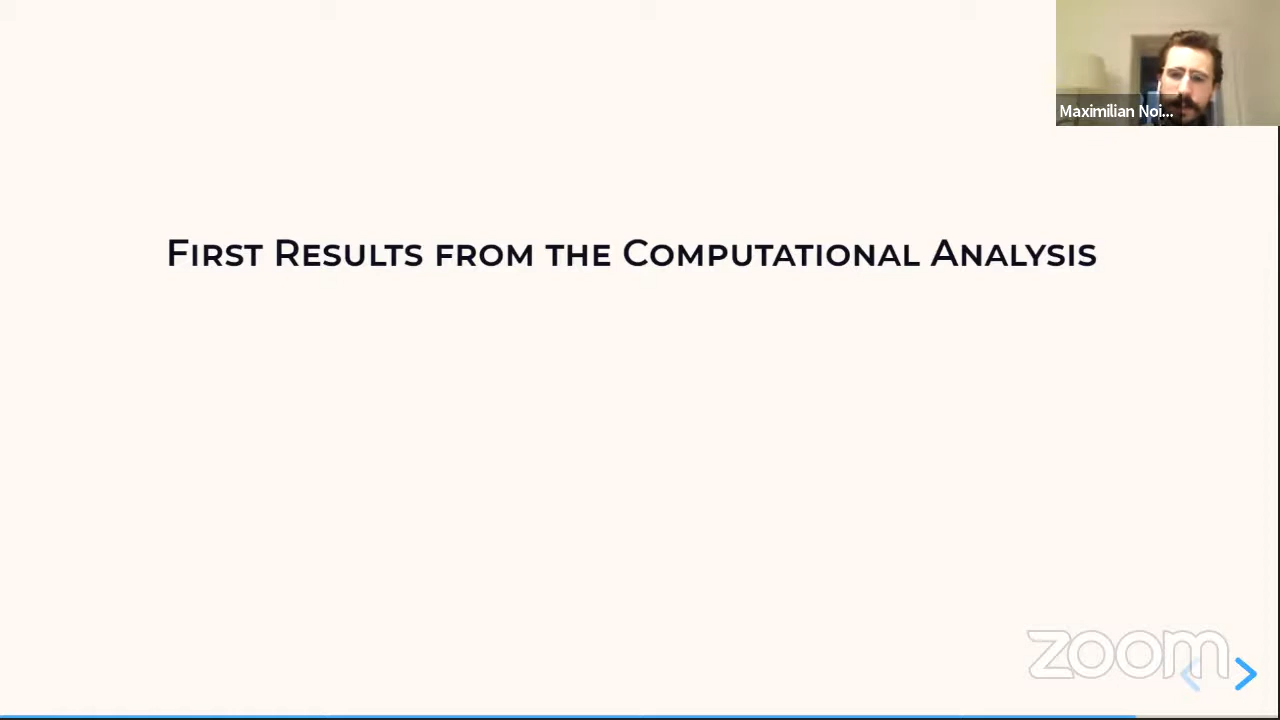 Maximilian Noi...
First Results from the Computational Analysis
zoom